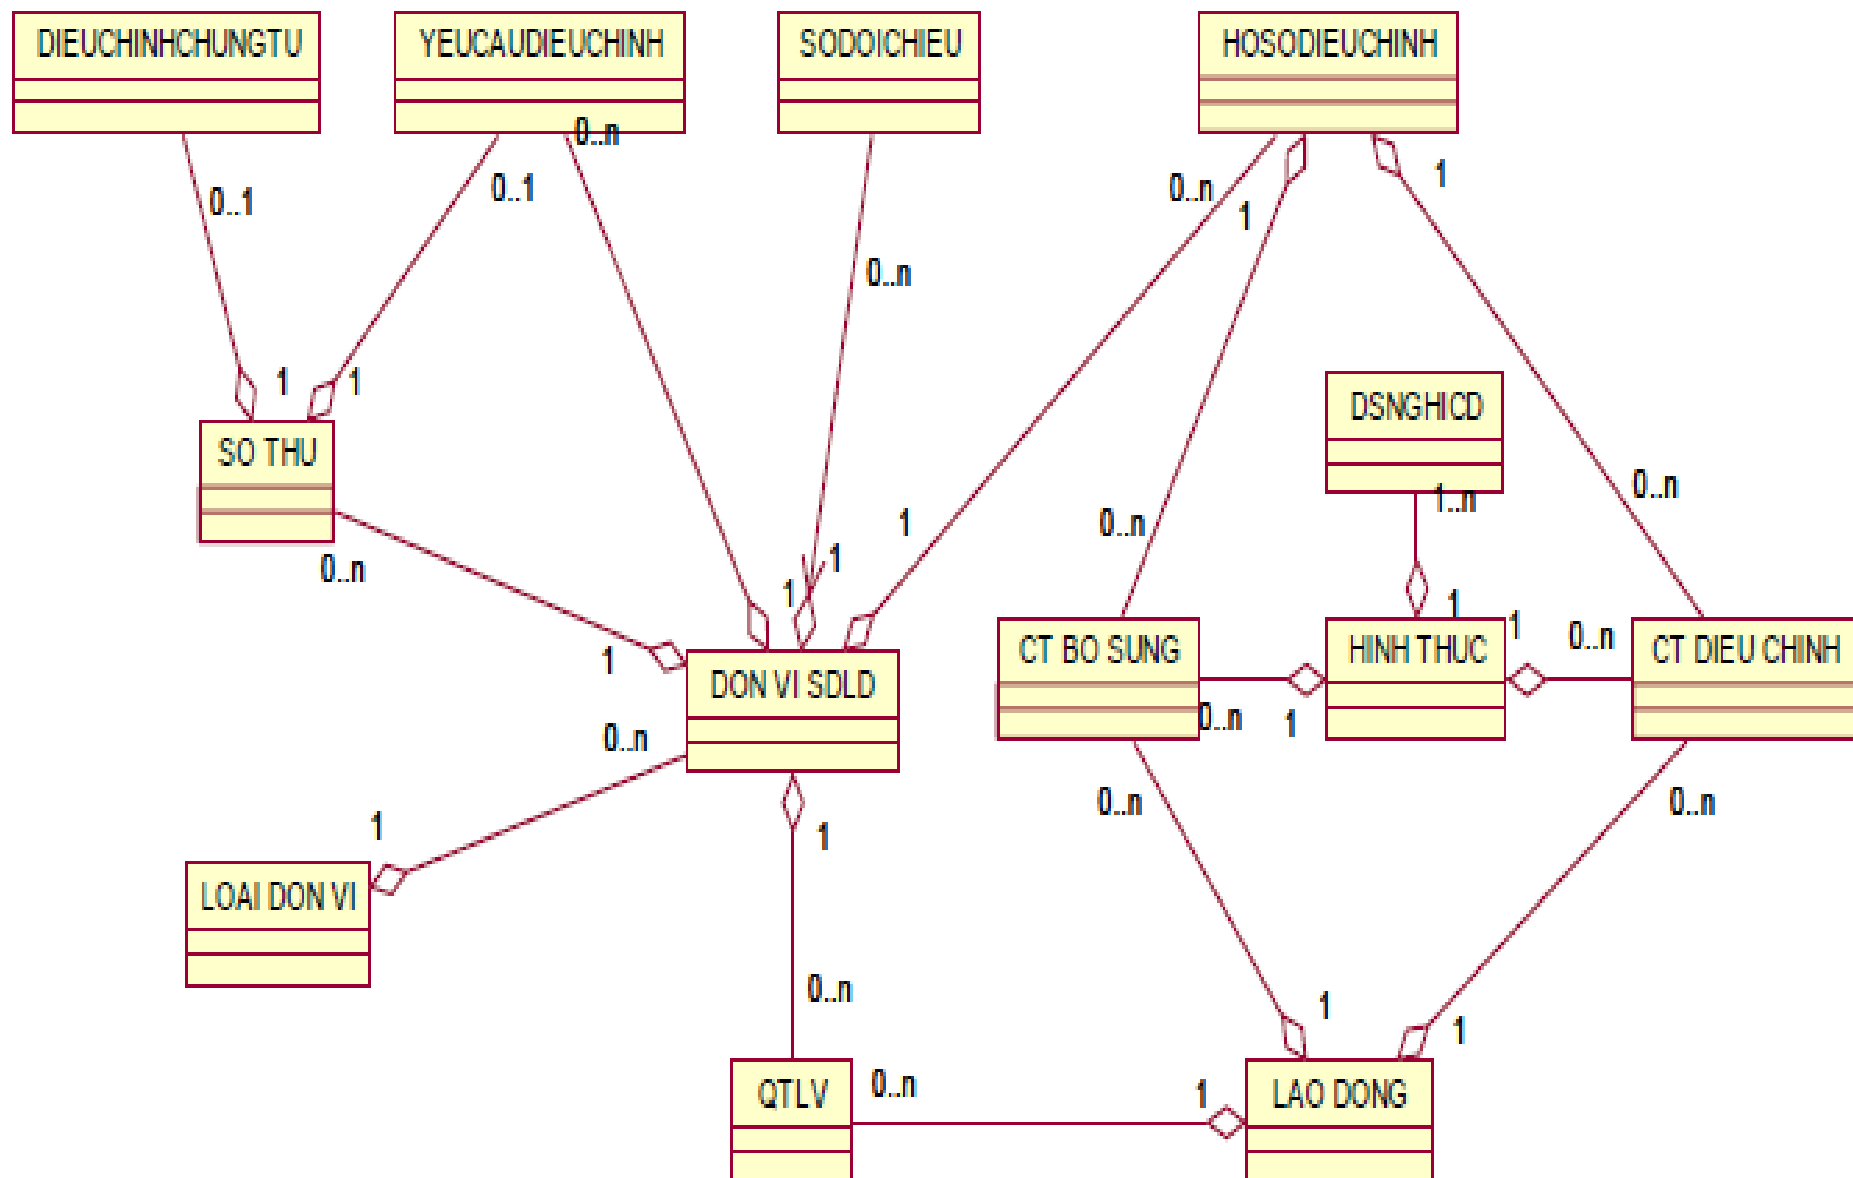 DIEUCHINHCHUNGTU
YEUCAUDIEUCHINH
SODOICHIEU
HOSODIEUCHINH
0..n
0..1
0..1
0..n
1
1
0..n
1
1
DSNGHICD
SO THU
0..n
1..n
0..n
1
0..n
1
1
1
1
0..n
1
DON VI SDLD
CT BO SUNG
HINH THUC
CT DIEU CHINH
0..n
0..n
1
1
1
0..n
0..n
LOAI DON VI
0..n
1
1
0..n
1
QTLV
LAO DONG